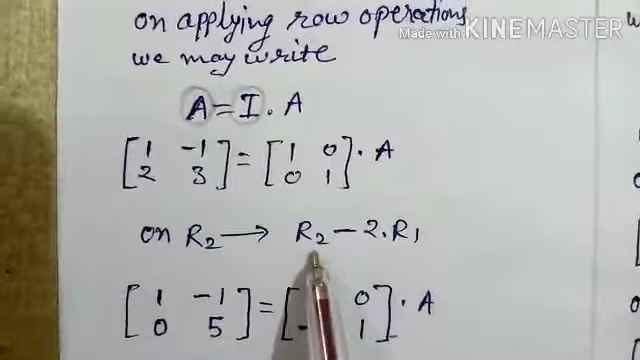 on applying row operations
Made with KINEMASTER
we may write
A = I . A
[1 -1
2 3] = [1 0
0 1] . A
on R₂ → R₂ - 2.R₁
[1 -1
0 5] = [ 0
- 1] . A